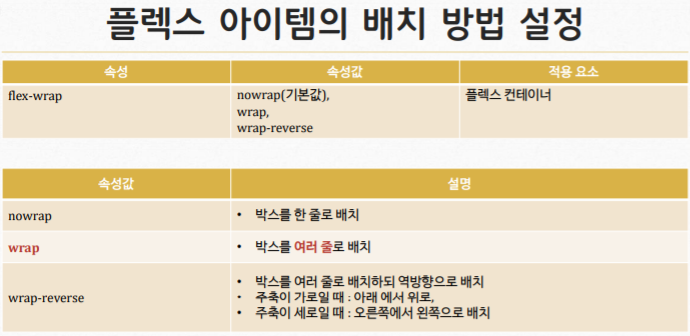 플렉스 아이템의 배치 방법 설정
속성 속성값 적용 요소
flex-wrap nowrap(기본값), 플렉스 컨테이너
wrap,
wrap-reverse
속성값 설명
nowrap • 박스를 한 줄로 배치
wrap • 박스를 여러 줄로 배치
• 박스를 여러 줄로 배치하되 역방향으로 배치
wrap-reverse • 주축이 가로일 때 : 아래 에서 위로,
• 주축이 세로일 때 : 오른쪽에서 왼쪽으로 배치